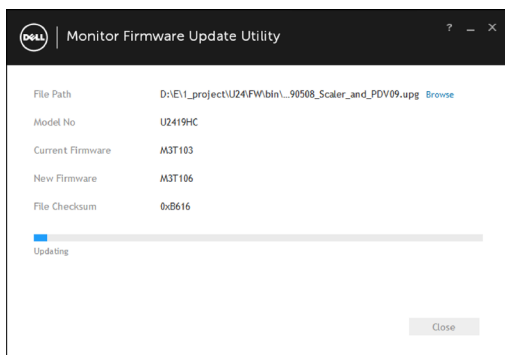 DELL Monitor Firmware Update Utility ?
File Path D:\E\1_project\U24\FW\bin\...90508_Scaler_and_PDV09.upg Browse
Model No U2419HC
Current Firmware M3T103
New Firmware M3T106
File Checksum 0xB616
Updating
Close